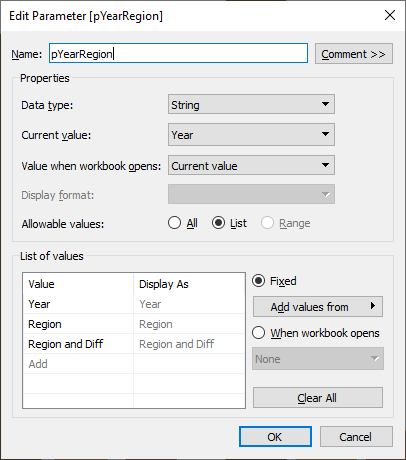 Edit Parameter [pYearRegion]
Name: pYearRegion Comment >>
Properties
Data type: String
Current value: Year
Value when workbook opens: Current value
Display format:
Allowable values: All List Range
List of values
Value Display As
Year Year
Region Region
Region and Diff Region and Diff
Add
Fixed
Add values from
When workbook opens
None
Clear All
OK Cancel